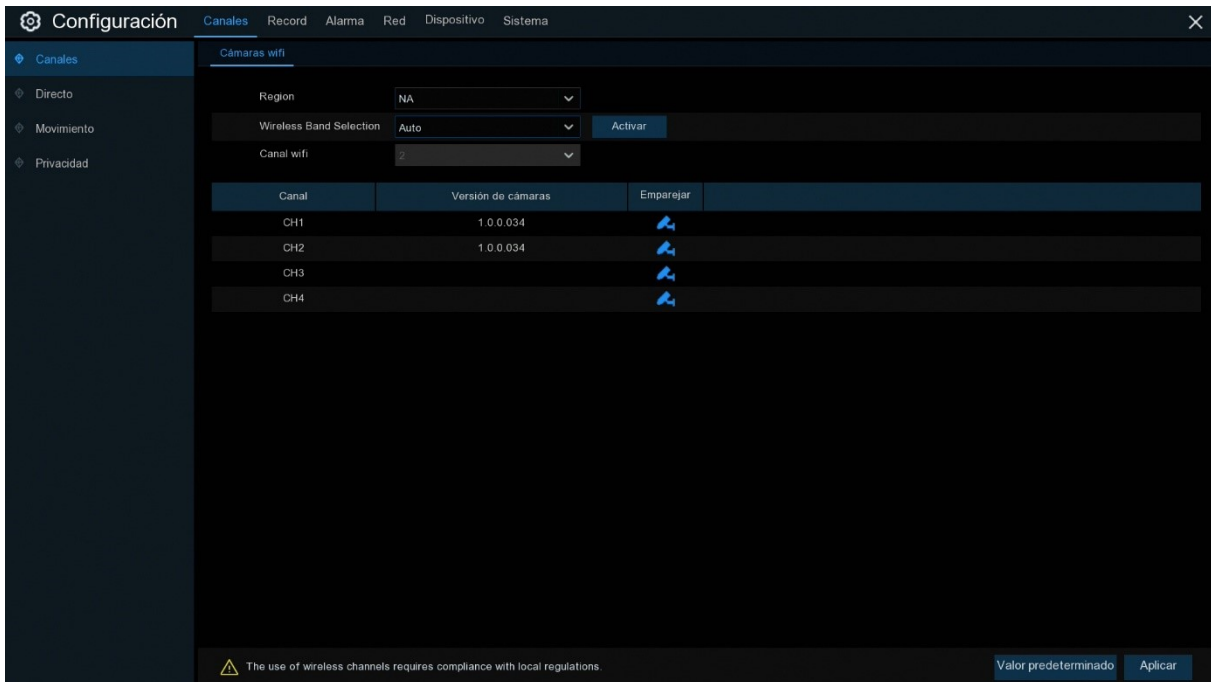 Configuración Canales Record Alarma Red Dispositivo Sistema
Canales
Directo
Movimiento
Privacidad
Cámaras wifi
Region NA
Wireless Band Selection Auto Activar
Canal wifi 2
Canal Versión de cámaras Emparejar
CH1 1.0.0.034
CH2 1.0.0.034
CH3
CH4
The use of wireless channels requires compliance with local regulations. Valor predeterminado Aplicar